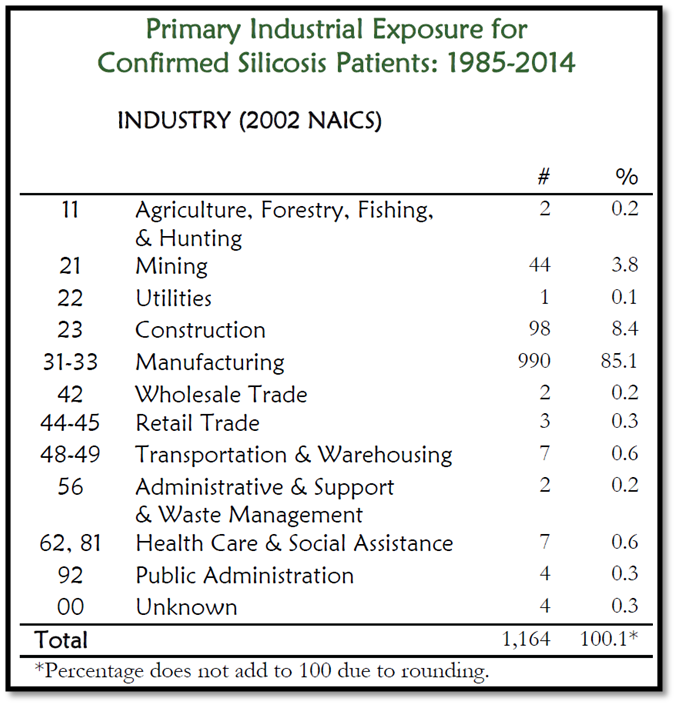 Primary Industrial Exposure for
Confirmed Silicosis Patients: 1985-2014
INDUSTRY (2002 NAICS)
# %
11 Agriculture, Forestry, Fishing, 2 0.2
& Hunting
21 Mining 44 3.8
22 Utilities 1 0.1
23 Construction 98 8.4
31-33 Manufacturing 990 85.1
42 Wholesale Trade 2 0.2
44-45 Retail Trade 3 0.3
48-49 Transportation & Warehousing 7 0.6
56 Administrative & Support 2 0.2
& Waste Management
62, 81 Health Care & Social Assistance 7 0.6
92 Public Administration 4 0.3
00 Unknown 4 0.3
Total 1,164 100.1*
*Percentage does not add to 100 due to rounding.